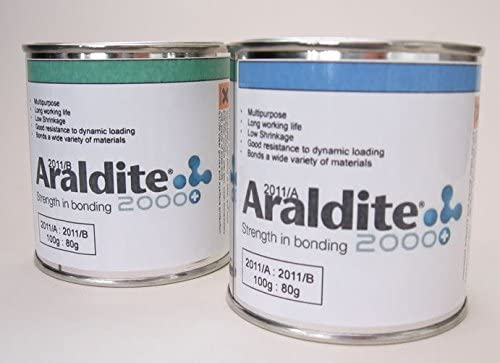 Multipurpose
Long working life
Low Shrinkage
Good resistance to dynamic loading
Bonds a wide variety of materials
2011/B
Araldite®
Strength in bonding
2000+
2011/A : 2011/B
100g : 80g
Multipurpose
Long working life
Low Shrinkage
Good resistance to dynamic loading
Bonds a wide variety of materials
2011/A
Araldite®
Strength in bonding
2000+
2011/A : 2011/B
100g : 80g